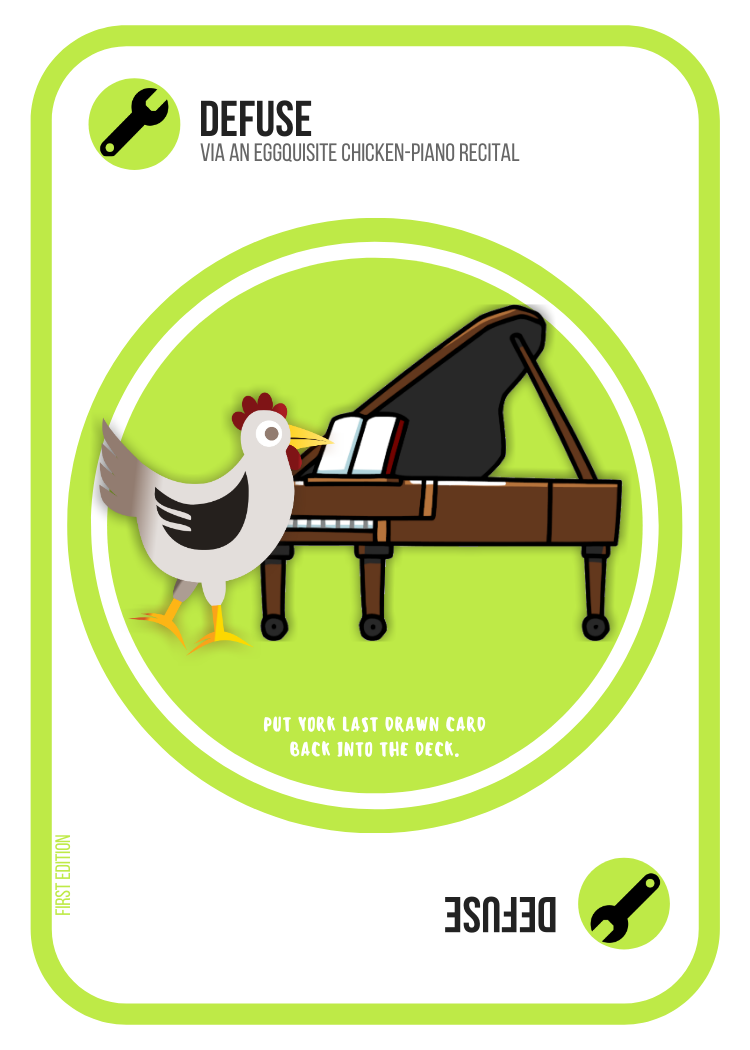 DEFUSE
VIA AN EGGQUISITE CHICKEN-PIANO RECITAL
PUT YORK LAST DRAWN CARD
BACK INTO THE DECK.
FIRST EDITION
DEFUSE